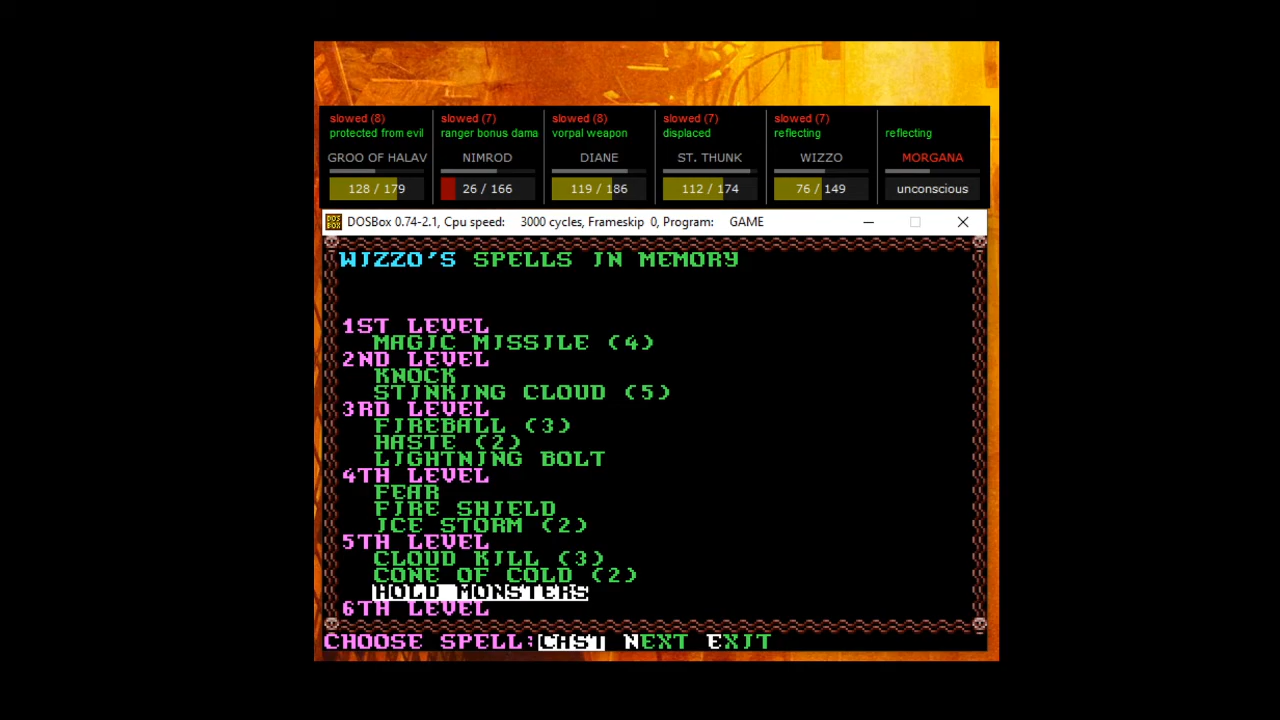 slowed (8) slowed (7) slowed (8) slowed (7) slowed (7)
protected from evil ranger bonus dama vorpal weapon displaced reflecting reflecting
GROO OF HALAV NIMROD DIANE ST. THUNK WIZZO MORGANA
128 / 179 26 / 166 119 / 186 112 / 174 76 / 149 unconscious
DOSBox 0.74-2.1, Cpu speed: 3000 cycles, Frameskip 0, Program: GAME
WIZZO'S SPELLS IN MEMORY
1ST LEVEL
MAGIC MISSILE (4)
2ND LEVEL
KNOCK
STINKING CLOUD (5)
3RD LEVEL
FIREBALL (3)
HASTE (2)
LIGHTNING BOLT
4TH LEVEL
FEAR
FIRE SHIELD
ICE STORM (2)
5TH LEVEL
CLOUD KILL (3)
CONE OF COLD (2)
HOLD MONSTERS
6TH LEVEL
CHOOSE SPELL: CAST NEXT EXIT